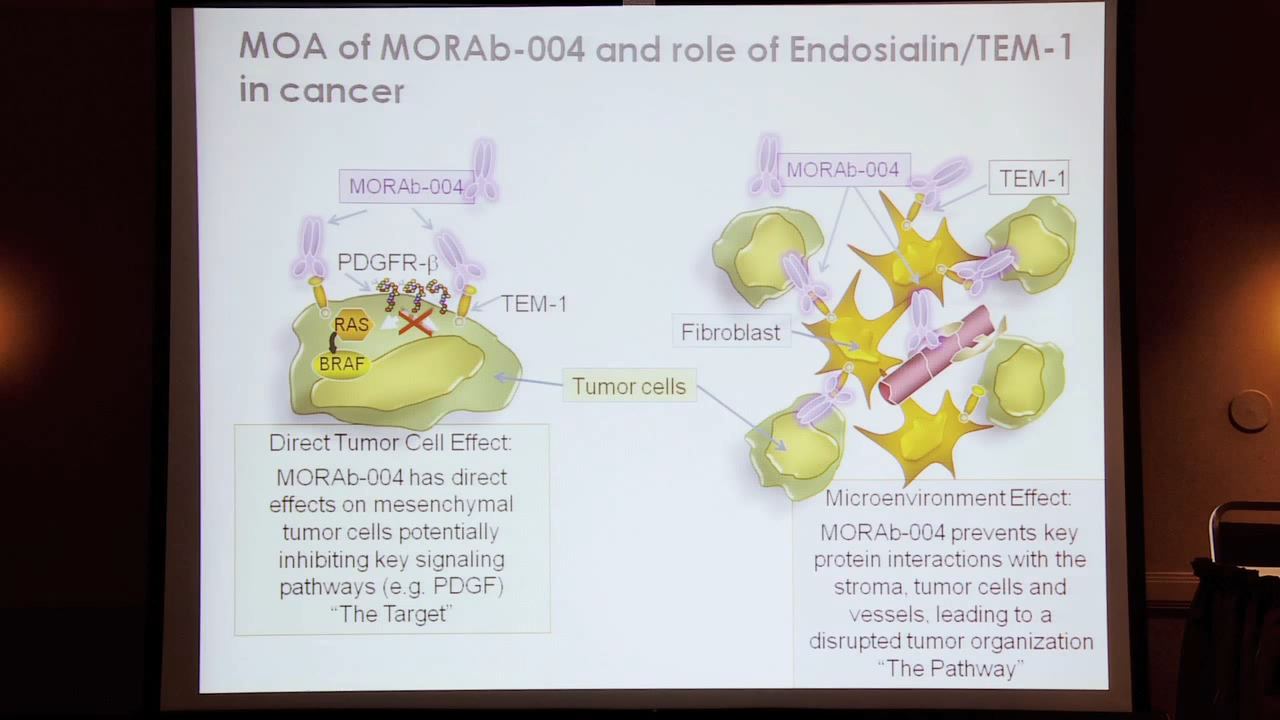 MOA of MORAb-004 and role of Endosialin/TEM-1
in cancer
MORAb-004
PDGFR-β
TEM-1
RAS
BRAF
Tumor cells
Direct Tumor Cell Effect:
MORAb-004 has direct
effects on mesenchymal
tumor cells potentially
inhibiting key signaling
pathways (e.g. PDGF)
“The Target”
MORAb-004
TEM-1
Fibroblast
Microenvironment Effect:
MORAb-004 prevents key
protein interactions with the
stroma, tumor cells and
vessels, leading to a
disrupted tumor organization
“The Pathway”